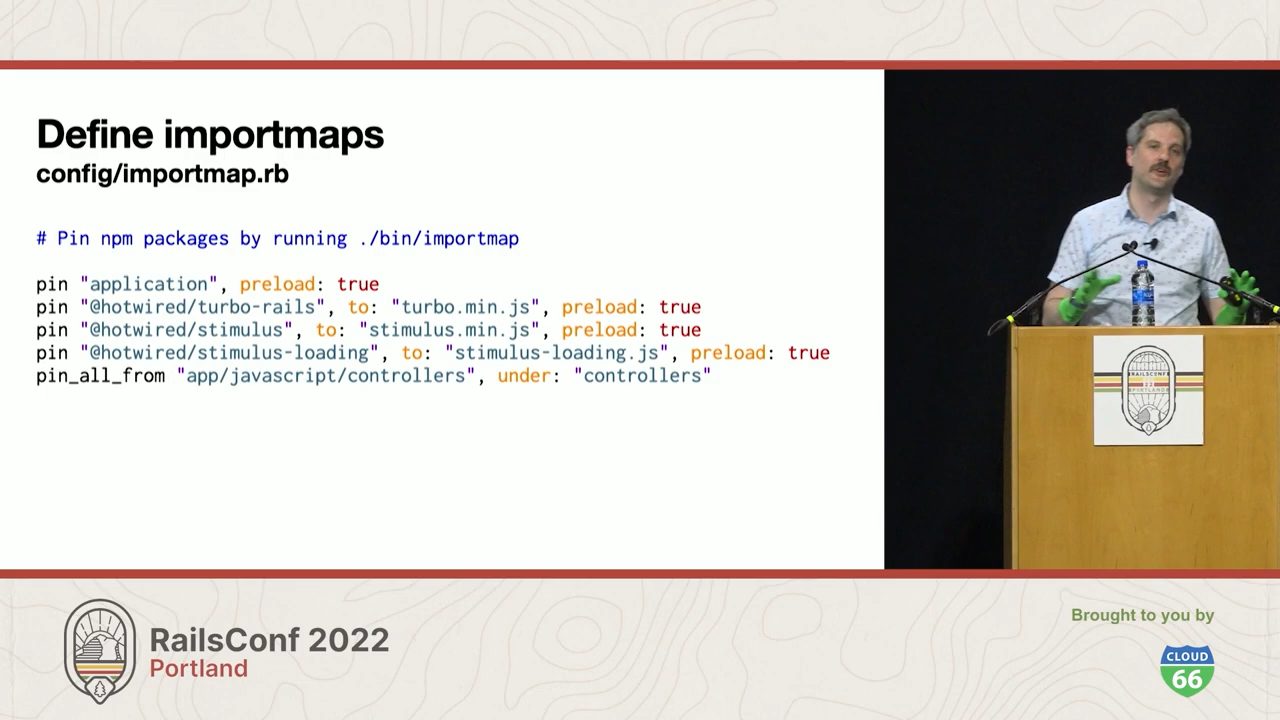 Define importmaps
config/importmap.rb
# Pin npm packages by running ./bin/importmap
pin "application", preload: true
pin "@hotwired/turbo-rails", to: "turbo.min.js", preload: true
pin "@hotwired/stimulus", to: "stimulus.min.js", preload: true
pin "@hotwired/stimulus-loading", to: "stimulus-loading.js", preload: true
pin_all_from "app/javascript/controllers", under: "controllers"
RAILSCONF
PORTLAND
RailsConf 2022
Portland
Brought to you by
CLOUD
66